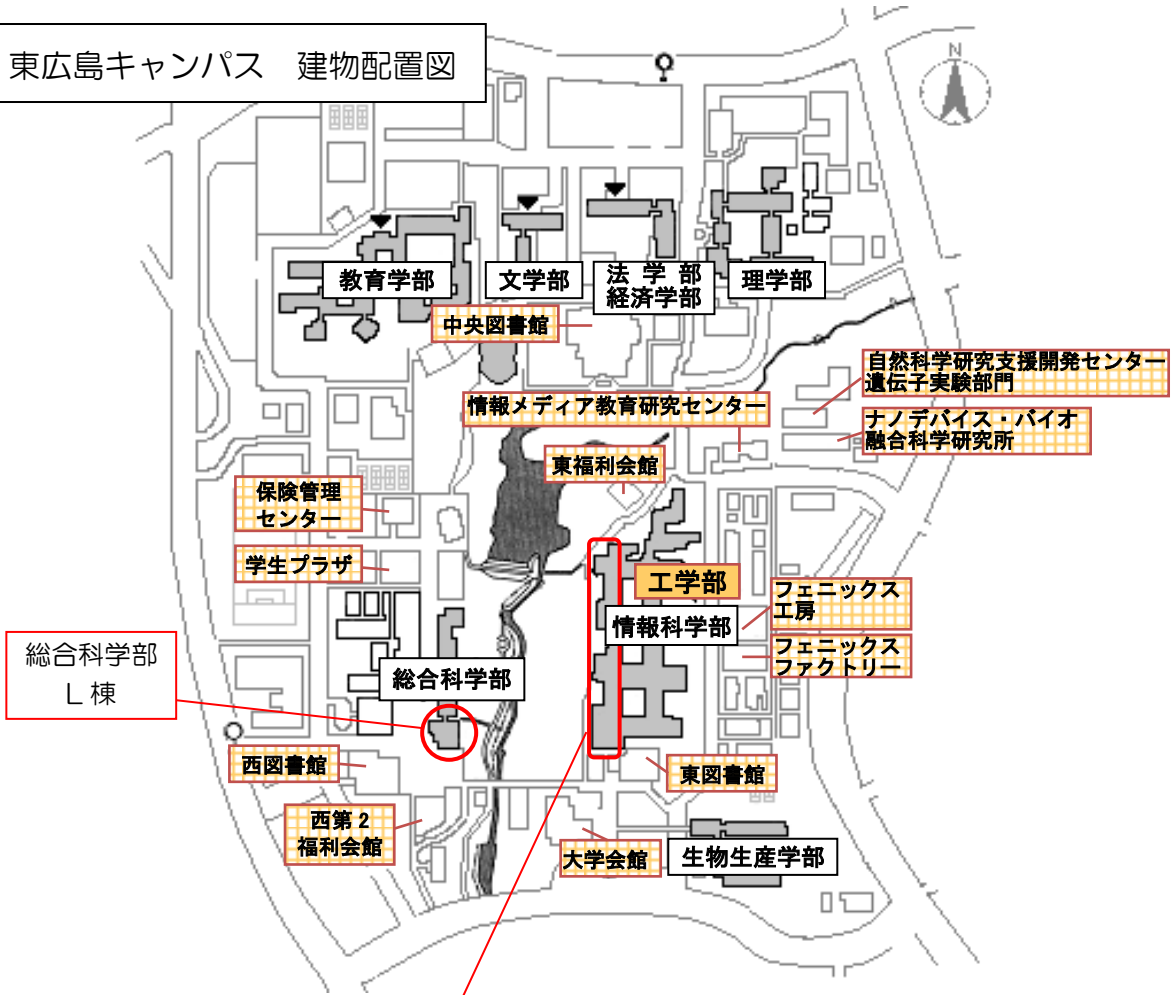 東広島キャンパス　建物配置図
N
教育学部
文学部
法 学 部
経済学部
理学部
中央図書館
自然科学研究支援開発センター
遺伝子実験部門
情報メディア教育研究センター
ナノデバイス・バイオ
融合科学研究所
東福利会館
保険管理
センター
学生プラザ
工学部
フェニックス
工房
情報科学部
フェニックス
ファクトリー
総合科学部
L 棟
総合科学部
西図書館
東図書館
西第2
福利会館
大学会館
生物生産学部